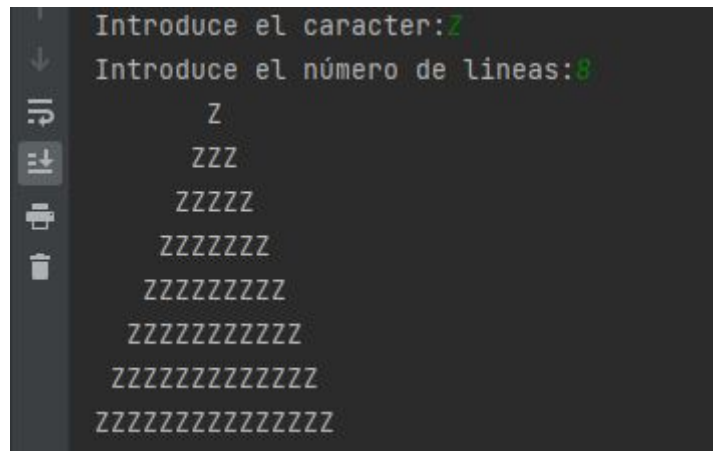 Introduce el caracter:Z
Introduce el número de lineas:8
       Z
      ZZZ
     ZZZZZ
    ZZZZZZZ
   ZZZZZZZZZ
  ZZZZZZZZZZZ
 ZZZZZZZZZZZZZ
ZZZZZZZZZZZZZZZ